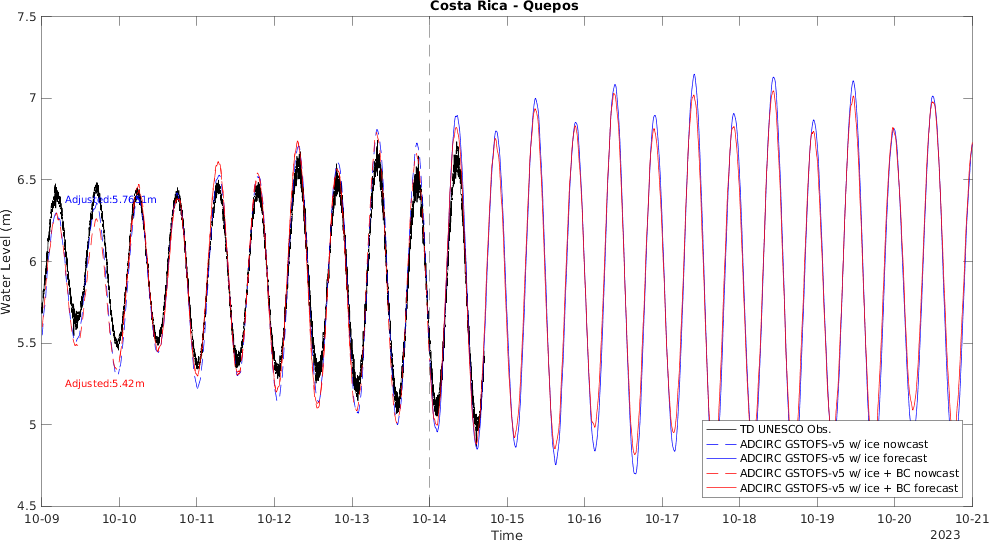 Costa Rica - Quepos
7.5
7
6.5
6
5.5
5
4.5
Water Level (m)
Adjusted:5.42m
TD UNESCO Obs.
ADCIRC GSTOFS-v5 w/ ice nowcast
ADCIRC GSTOFS-v5 w/ ice forecast
ADCIRC GSTOFS-v5 w/ ice + BC nowcast
ADCIRC GSTOFS-v5 w/ ice + BC forecast
10-09 10-10 10-11 10-12 10-13 10-14 10-15 10-16 10-17 10-18 10-19 10-20 10-21
Time
2023